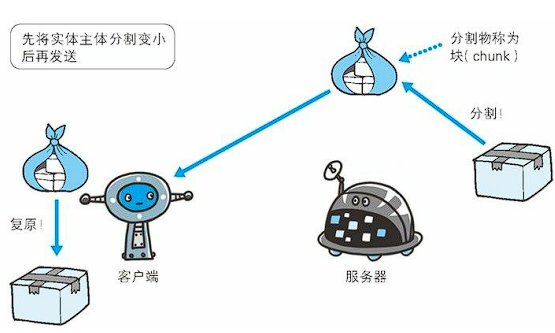 先将实体主体分割变小
后再发送
分割物称为
块(chunk)
分割!
复原!
客户端
服务器